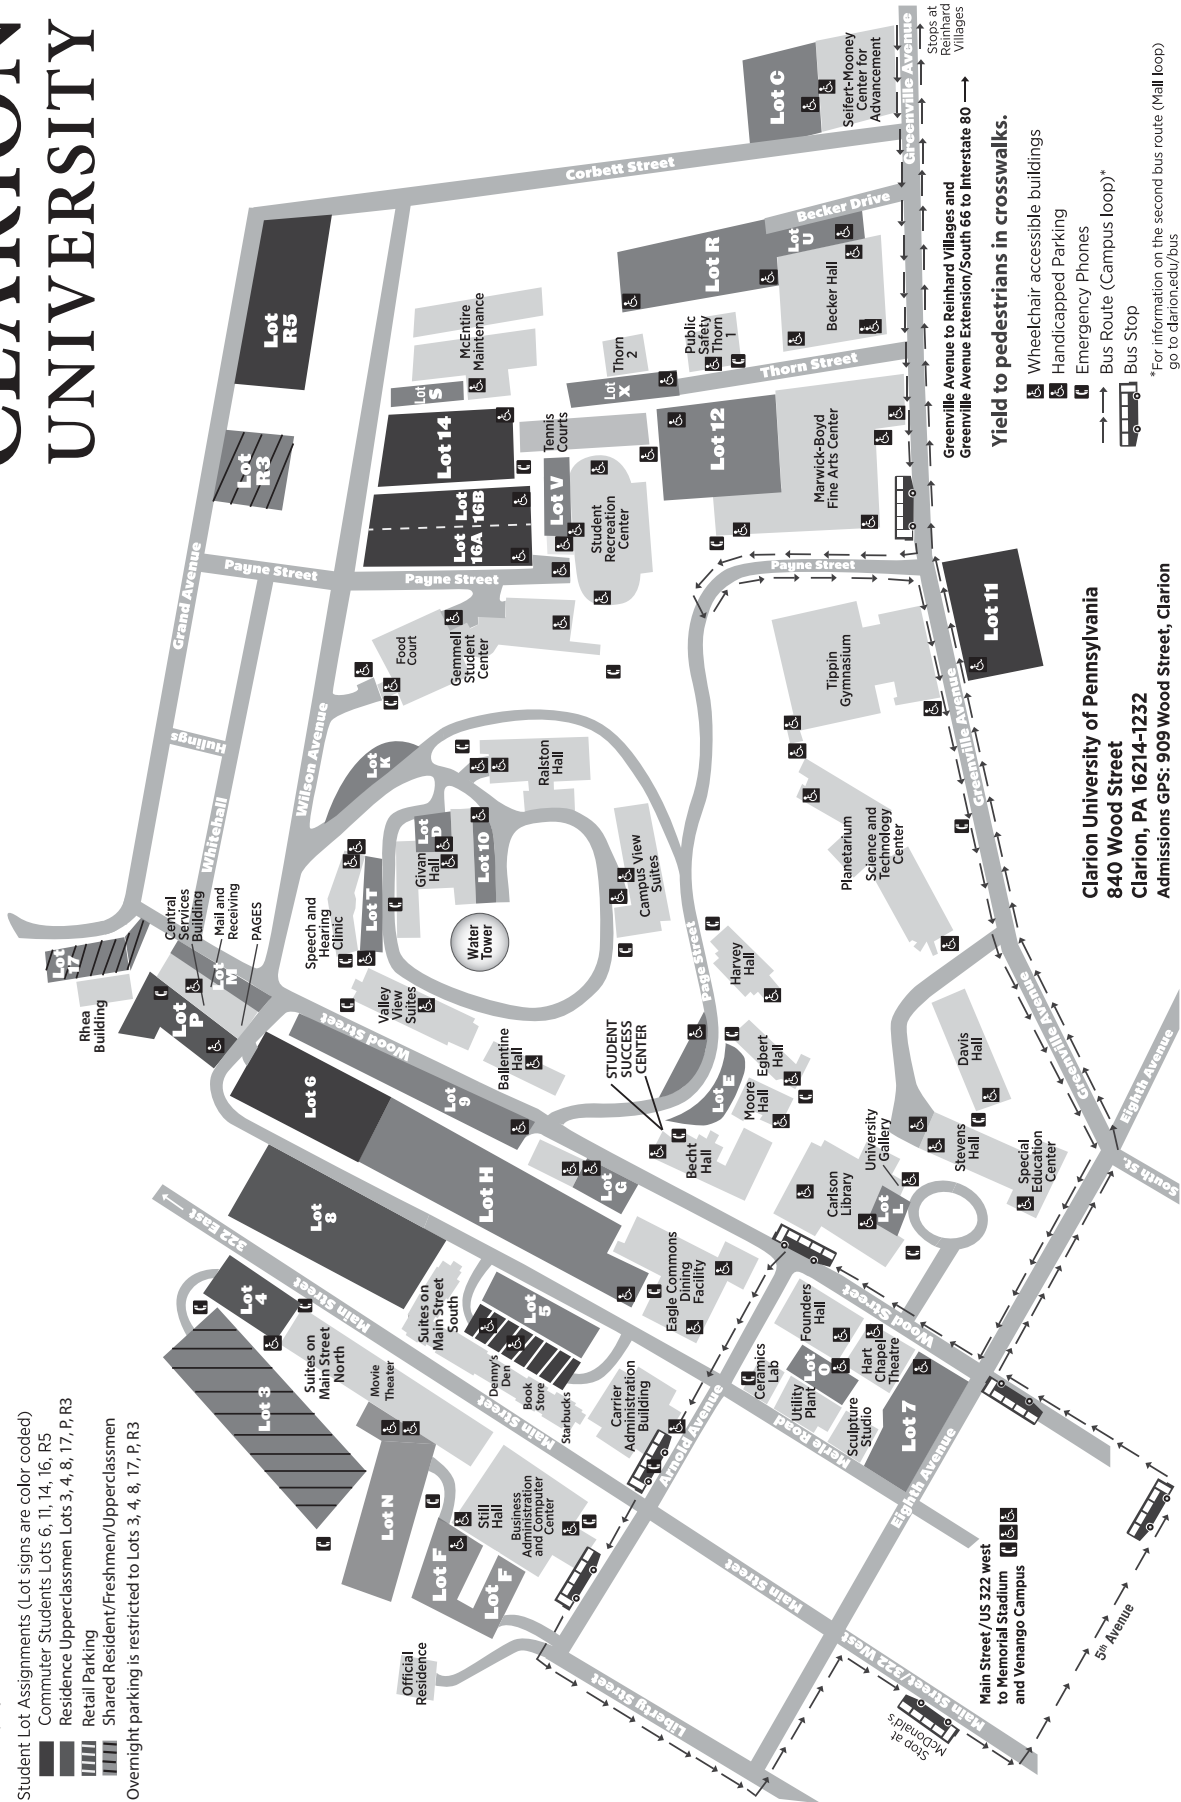 CLARION
UNIVERSITY
Student Lot Assignments (Lot signs are color coded)
Commuter Students Lots 6, 11, 14, 16, R5
Residence Upperclassmen Lots 3, 4, 8, 17, P, R3
Retail Parking
Shared Resident/Freshmen/Upperclassmen
Overnight parking is restricted to Lots 3, 4, 8, 17, P, R3
Lot
17
Rhea
Building
Lot
P
Central
Services
Building
Mail and
Receiving
Lot
M
PAGES
Grand Avenue
Hulings
Whitehall
Wilson Avenue
Payne Street
Payne Street
Lot
R3
Lot
R5
Corbett Street
Lot C
Seifert-Mooney
Center for
Advancement
Greenville Avenue
Stops at
Reinhard
Villages
Becker Drive
Lot
U
Lot R
Becker Hall
Public
Safety
Thorn
1
Thorn
2
Thorn Street
Lot
X
McEntire
Maintenance
Lot
S
Lot 14
Lot
16B
Lot
16A
Tennis
Courts
Lot V
Student
Recreation
Center
Lot 12
Marwick-Boyd
Fine Arts Center
Payne Street
Lot 11
Food
Court
Gemmell
Student
Center
Tippin
Gymnasium
Greenville Avenue
Planetarium
Science and
Technology
Center
Lot
K
Ralston
Hall
Lot
D
Givan
Hall
Lot 10
Lot T
Speech and
Hearing
Clinic
Water
Tower
Campus View
Suites
Valley
View
Suites
Page Street
Harvey
Hall
Wood Street
Ballentine
Hall
STUDENT
SUCCESS
CENTER
Lot
E
Egbert
Hall
Moore
Hall
Becht
Hall
Davis
Hall
Greenville Avenue
Eighth Avenue
South St.
Stevens
Hall
Special
Education
Center
University
Gallery
Carlson
Library
Lot
L
Lot 6
Lot
9
Lot H
Lot
G
Lot
8
322 East
Main Street
Lot
4
Lot 3
Suites on
Main Street
North
Movie
Theater
Suites on
Main Street
South
Lot
5
Denny's
Den
Book
Store
Starbucks
Main Street
Eagle Commons
Dining
Facility
Carrier
Administration
Building
Arnold Avenue
Founders
Hall
Wood Street
Ceramics
Lab
Lot
O
Hart
Chapel
Theatre
Utility
Plant
Sculpture
Studio
Merle Road
Lot 7
Eighth Avenue
Lot N
Still
Hall
Business
Administration
and Computer
Center
Lot F
Lot
F
Official
Residence
Liberty Street
Main Street
Main Street/322 West
Stop at
McDonald's
5th Avenue
Main Street/US 322 west
to Memorial Stadium
and Venango Campus
Clarion University of Pennsylvania
840 Wood Street
Clarion, PA 16214-1232
Admissions GPS: 909 Wood Street, Clarion
Greenville Avenue to Reinhard Villages and
Greenville Avenue Extension/South 66 to Interstate 80
Yield to pedestrians in crosswalks.
Wheelchair accessible buildings
Handicapped Parking
Emergency Phones
Bus Route (Campus loop)*
Bus Stop
*For information on the second bus route (Mall loop)
go to clarion.edu/bus